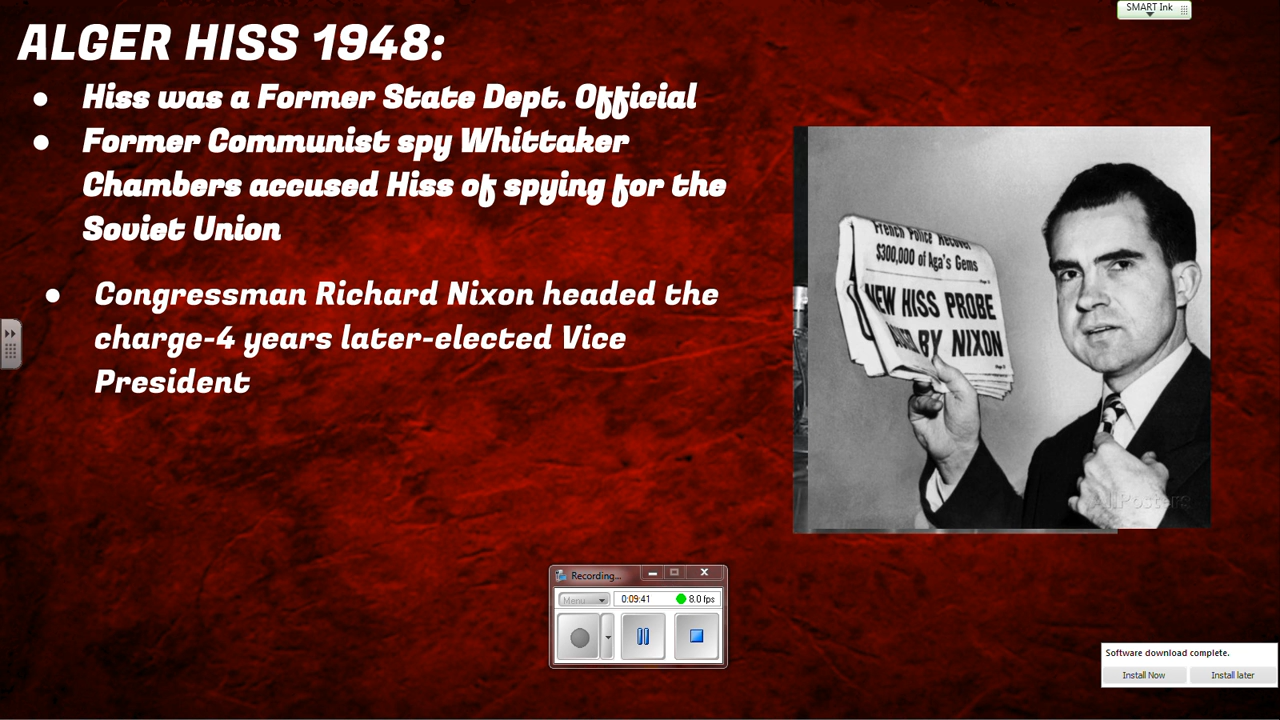 SMART Ink
ALGER HISS 1948:
● Hiss was a Former State Dept. Official
● Former Communist spy Whittaker
Chambers accused Hiss of spying for the
Soviet Union
● Congressman Richard Nixon headed the
charge-4 years later-elected Vice
President
French Police Recover
$300,000 of Aga's Gems
NEW HISS PROBE
BY NIXON
AllPosters
Recording...
Menu
0:09:41
8.0 fps
Software download complete.
Install Now
Install later